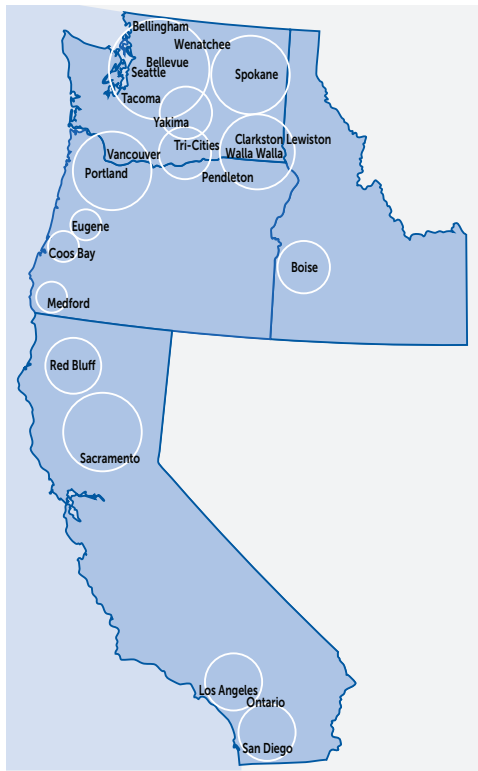 Bellingham
Wenatchee
Bellevue
Seattle
Spokane
Tacoma
Yakima
Clarkston Lewiston
Tri-Cities
Walla Walla
Vancouver
Portland
Pendleton
Eugene
Coos Bay
Boise
Medford
Red Bluff
Sacramento
Los Angeles
Ontario
San Diego